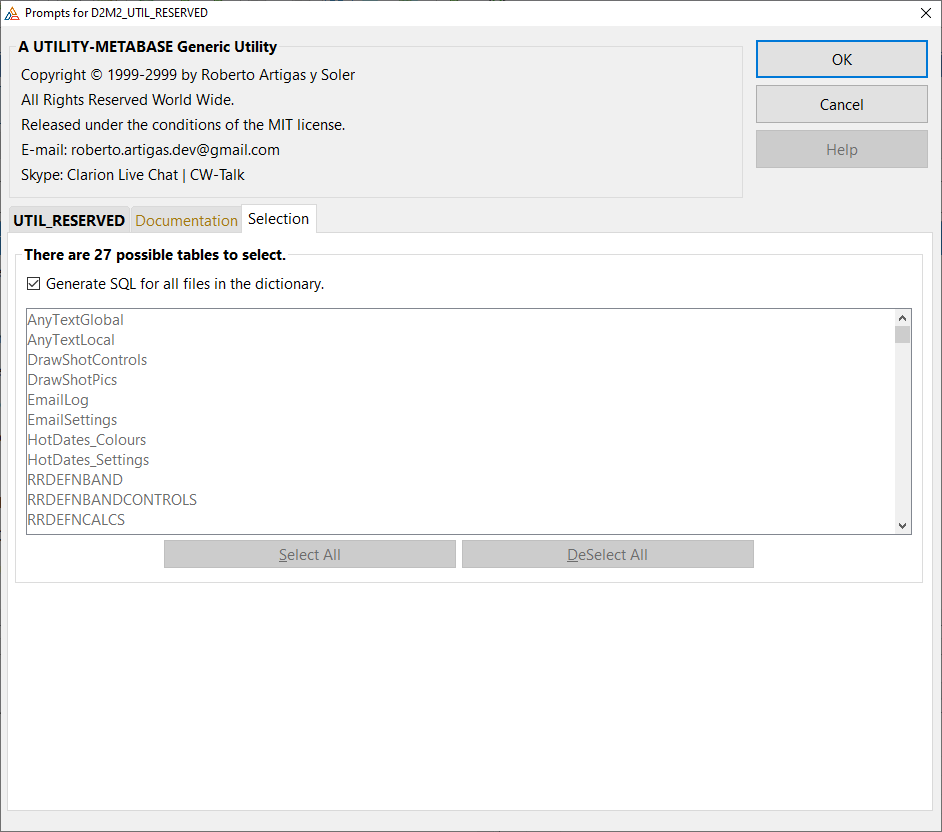 Prompts for D2M2_UTIL_RESERVED
A UTILITY-METABASE Generic Utility
Copyright © 1999-2999 by Roberto Artigas y Soler
All Rights Reserved World Wide.
Released under the conditions of the MIT license.
E-mail: roberto.artigas.dev@gmail.com
Skype: Clarion Live Chat | CW-Talk
OK
Cancel
Help
UTIL_RESERVED Documentation Selection
There are 27 possible tables to select.
Generate SQL for all files in the dictionary.
AnyTextGlobal
AnyTextLocal
DrawShotControls
DrawShotPics
EmailLog
EmailSettings
HotDates_Colours
HotDates_Settings
RRDEFNBAND
RRDEFNBANDCONTROLS
RRDEFNCALCS
Select All DeSelect All